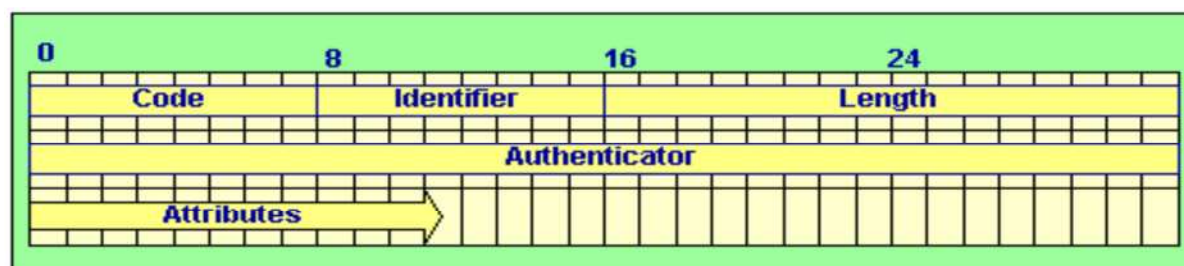 0 8 16 24
Code Identifier Length
Authenticator
Attributes